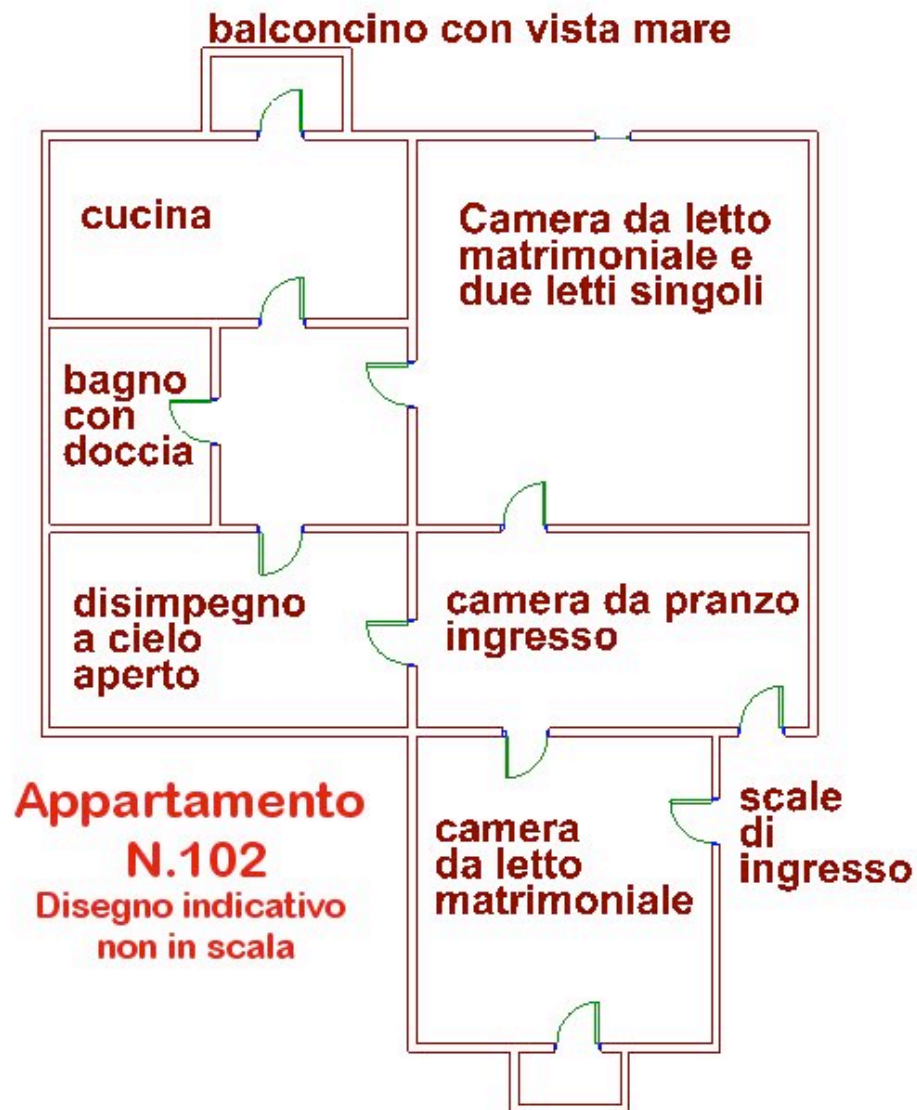 balconcino con vista mare
cucina
Camera da letto
matrimoniale e
due letti singoli
bagno
con
doccia
disimpegno
a cielo
aperto
camera da pranzo
ingresso
Appartamento
N.102
Disegno indicativo
non in scala
camera
da letto
matrimoniale
scale
di
ingresso